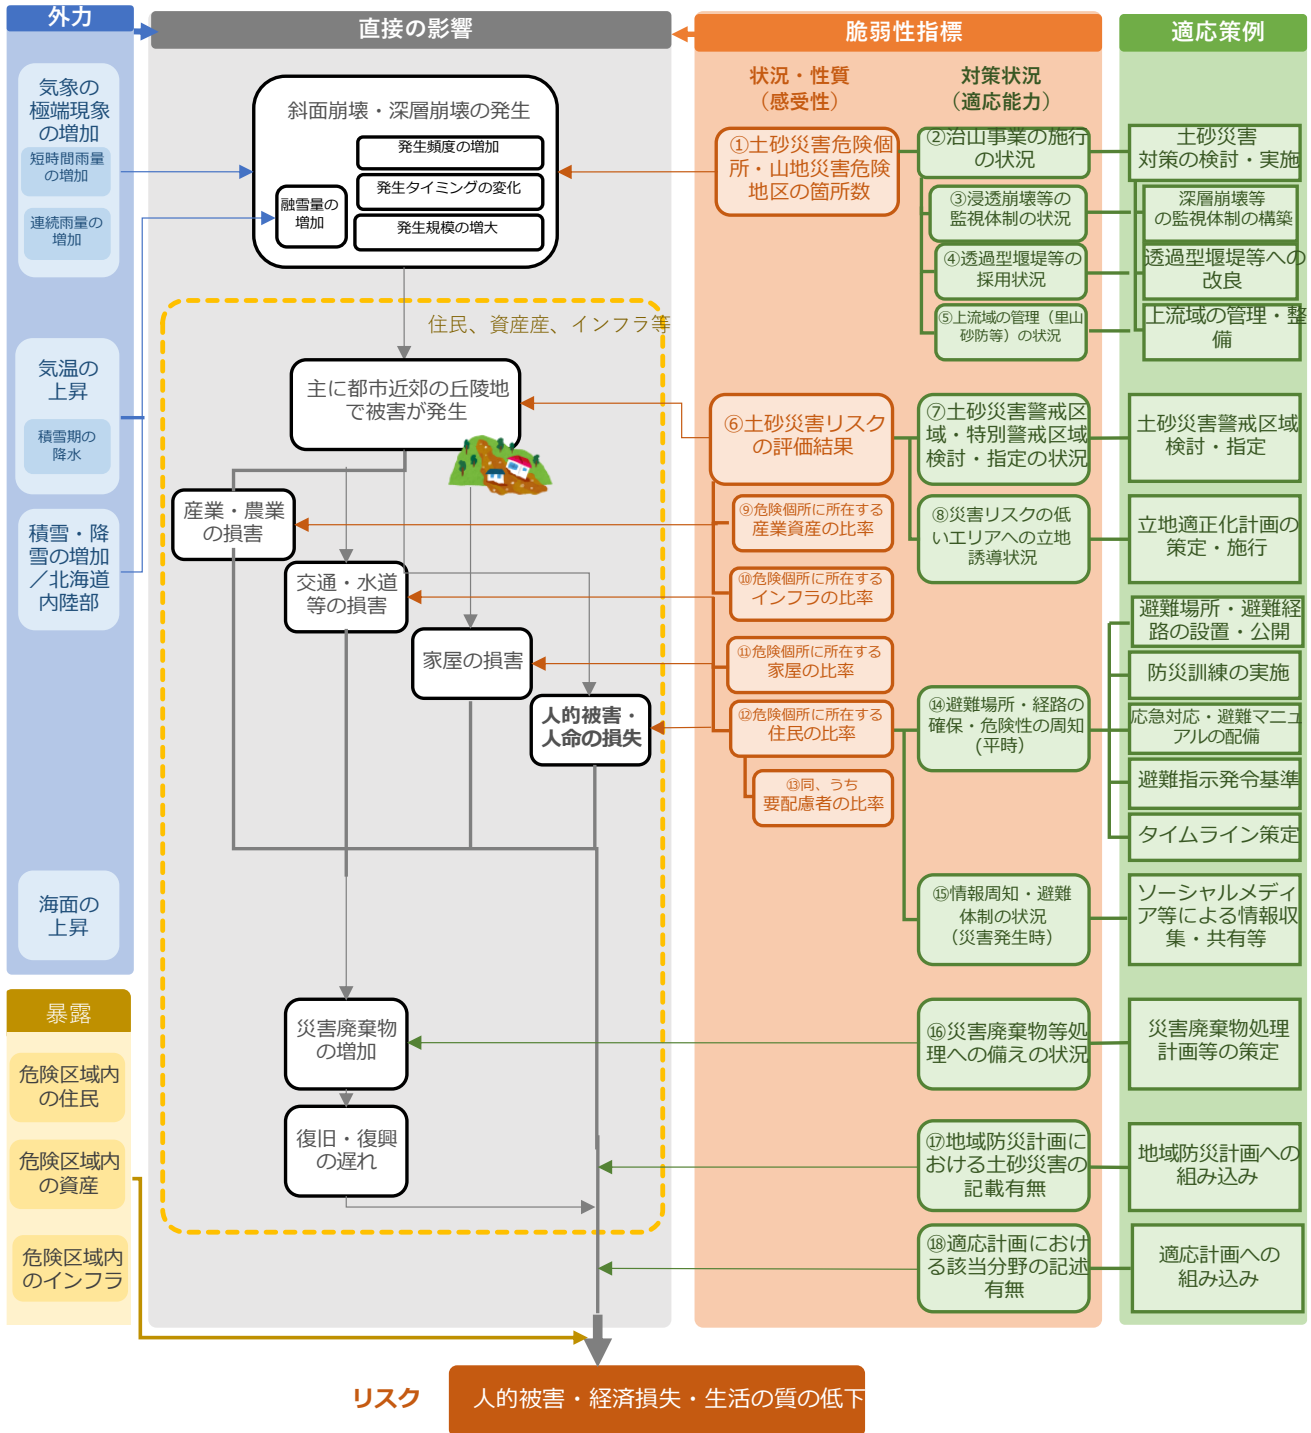 外力
気象の
極端現象
の増加
短時間雨量
の増加
連続雨量の
増加
気温の
上昇
積雪期の
降水
積雪・降
雪の増加
／北海道
内陸部
海面の
上昇
暴露
危険区域内
の住民
危険区域内
の資産
危険区域内
のインフラ
直接の影響
斜面崩壊・深層崩壊の発生
発生頻度の増加
発生タイミングの変化
発生規模の増大
融雪量の
増加
住民、資産産、インフラ等
主に都市近郊の丘陵地
で被害が発生
産業・農業
の損害
交通・水道
等の損害
家屋の損害
人的被害・
人命の損失
災害廃棄物
の増加
復旧・復興
の遅れ
脆弱性指標
状況・性質
（感受性）
①土砂災害危険個
所・山地災害危険
地区の箇所数
⑥土砂災害リスク
の評価結果
⑨危険個所に所在する
産業資産の比率
⑩危険個所に所在する
インフラの比率
⑪危険個所に所在する
家屋の比率
⑫危険個所に所在する
住民の比率
⑬同、うち
要配慮者の比率
対策状況
（適応能力）
②治山事業の施行
の状況
③浸透崩壊等の
監視体制の状況
④透過型堰堤等の
採用状況
⑤上流域の管理（里山
砂防等）の状況
⑦土砂災害警戒区
域・特別警戒区域
検討・指定の状況
⑧災害リスクの低
いエリアへの立地
誘導状況
⑭避難場所・経路の
確保・危険性の周知
(平時）
⑮情報周知・避難
体制の状況
（災害発生時）
⑯災害廃棄物等処
理への備えの状況
⑰地域防災計画に
おける土砂災害の
記載有無
⑱適応計画におけ
る該当分野の記述
有無
適応策例
土砂災害
対策の検討・実施
深層崩壊等
の監視体制の構築
透過型堰堤等への
改良
上流域の管理・整
備
土砂災害警戒区域
検討・指定
立地適正化計画の
策定・施行
避難場所・避難経
路の設置・公開
防災訓練の実施
応急対応・避難マニュ
アルの配備
避難指示発令基準
タイムライン策定
ソーシャルメディ
ア等による情報収
集・共有等
災害廃棄物処理
計画等の策定
地域防災計画への
組み込み
適応計画への
組み込み
リスク
人的被害・経済損失・生活の質の低下